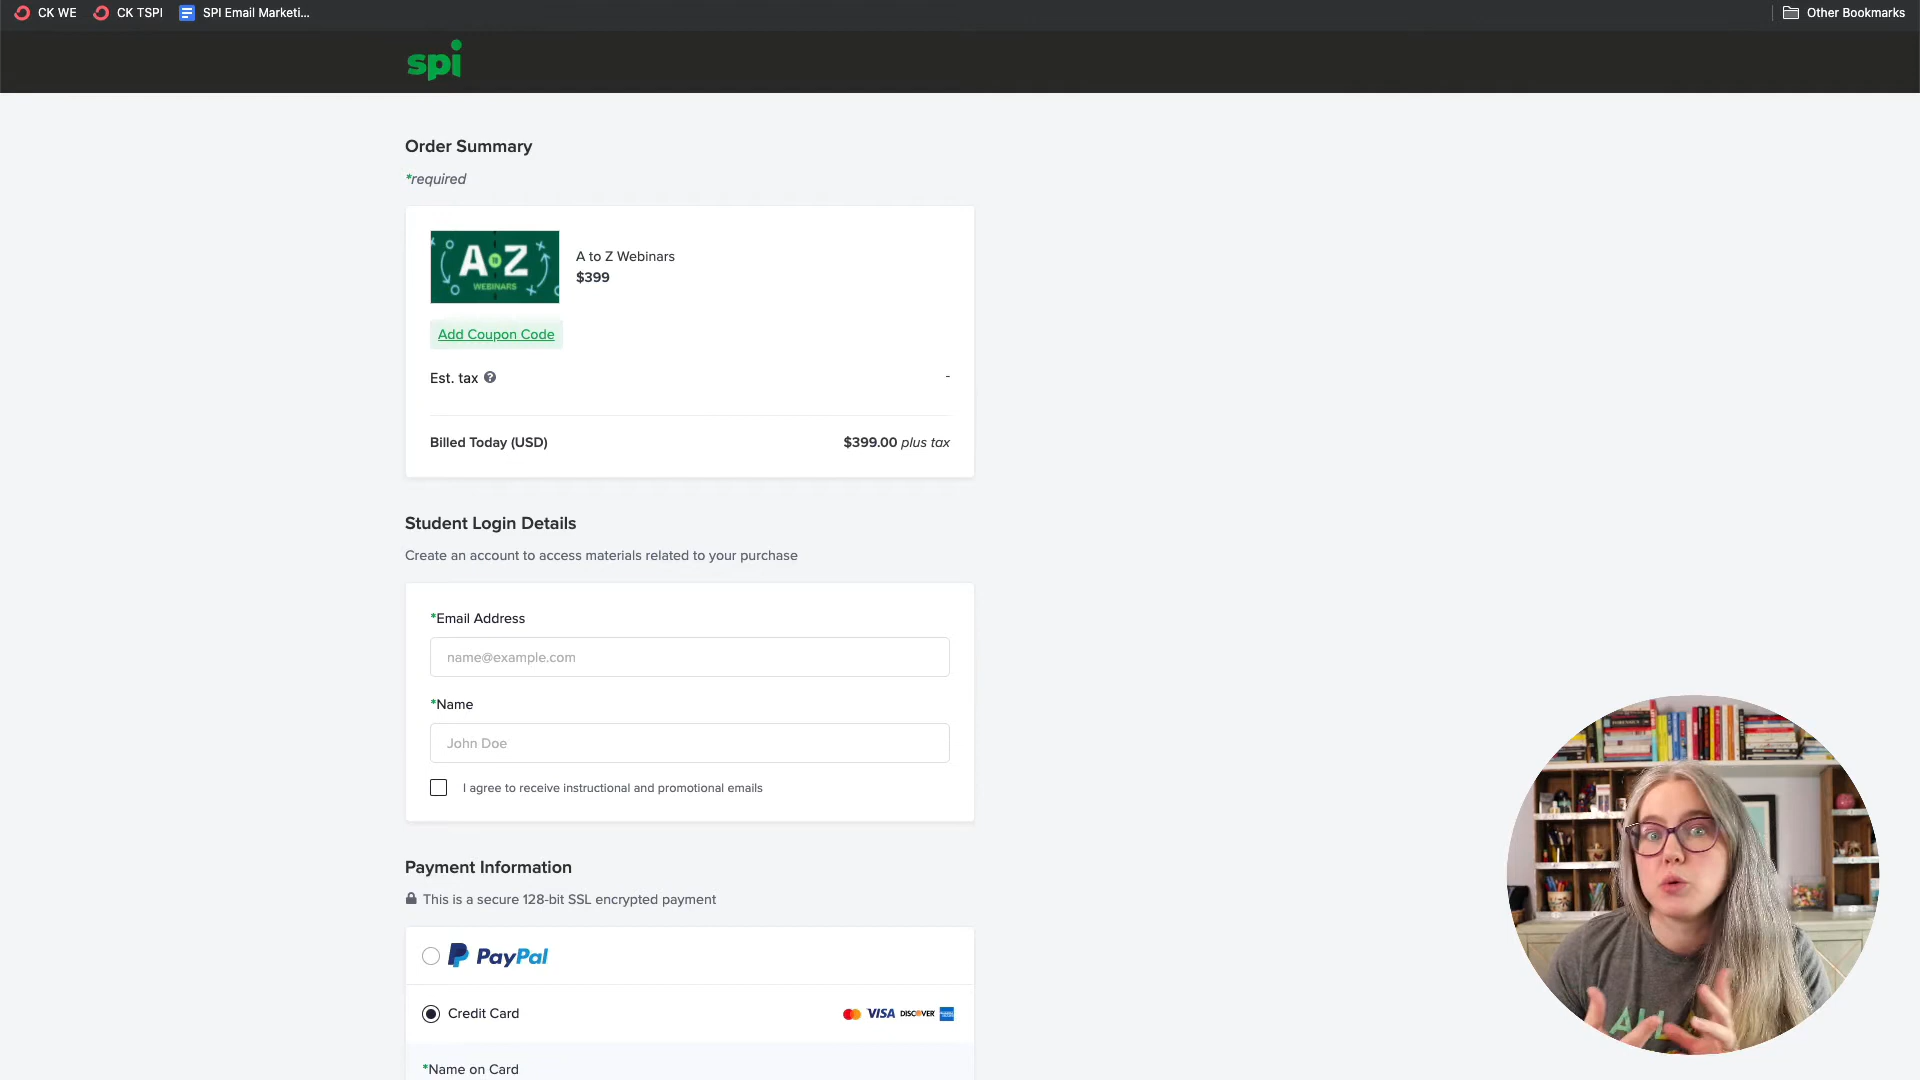 CK WE
CK TSPI
SPI Email Marketi...
Other Bookmarks
spi
Order Summary
*required
A TO Z
WEBINARS
A to Z Webinars
$399
Add Coupon Code
Est. tax ?
-
Billed Today (USD)
$399.00 plus tax
Student Login Details
Create an account to access materials related to your purchase
*Email Address
name@example.com
*Name
John Doe
I agree to receive instructional and promotional emails
Payment Information
This is a secure 128-bit SSL encrypted payment
PayPal
Credit Card
VISA DISCOVER
*Name on Card
ALL